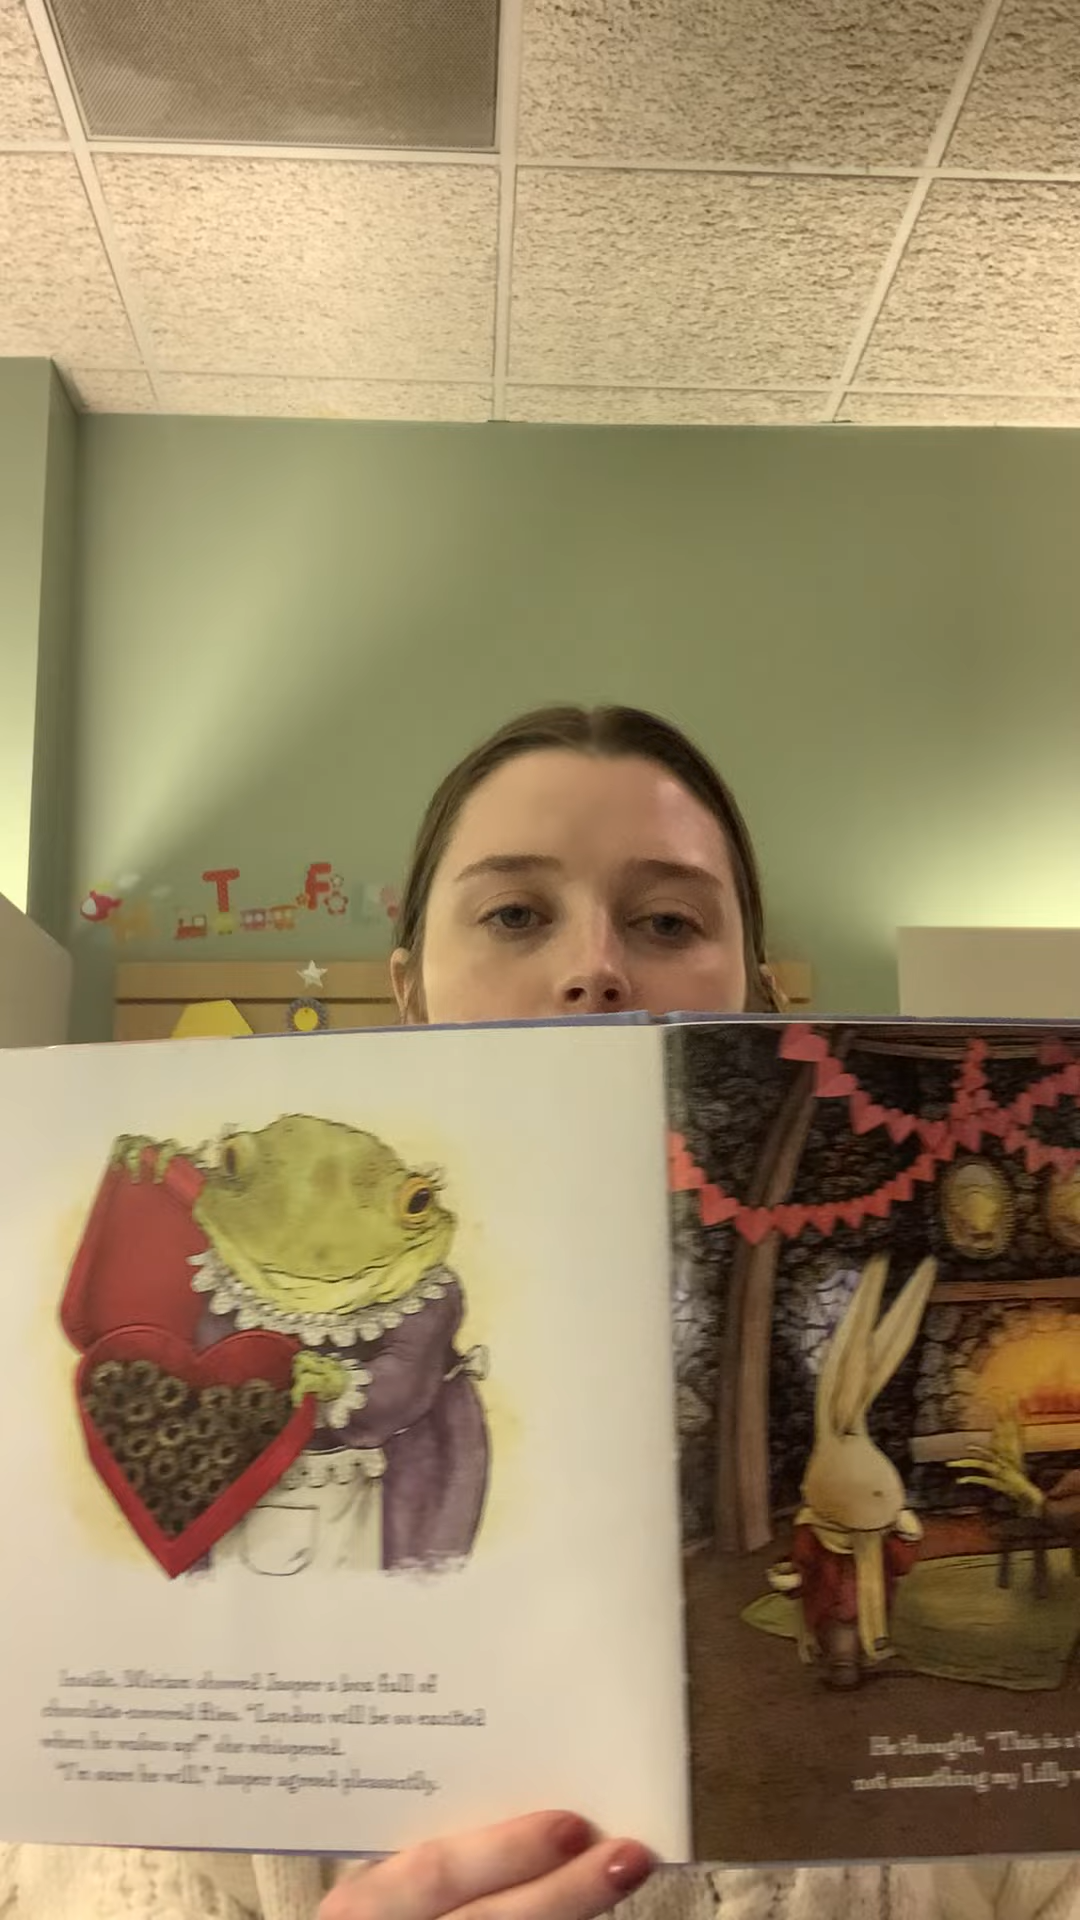 T F
Inside, Miriam showed Jasper a box full of
chocolate-covered flies. "Landon will be so excited
when he wakes up!" she whispered.
"I'm sure he will," Jasper agreed pleasantly.
He thought, "This is a
not something my Lilly